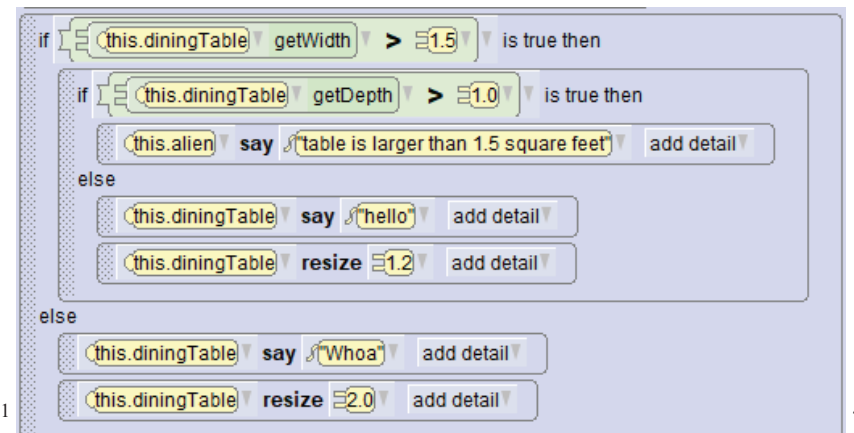 if this.diningTable getWidth > 1.5 is true then
if this.diningTable getDepth > 1.0 is true then
this.alien say "table is larger than 1.5 square feet" add detail
else
this.diningTable say "hello" add detail
this.diningTable resize 1.2 add detail
else
this.diningTable say "Whoa" add detail
1 this.diningTable resize 2.0 add detail